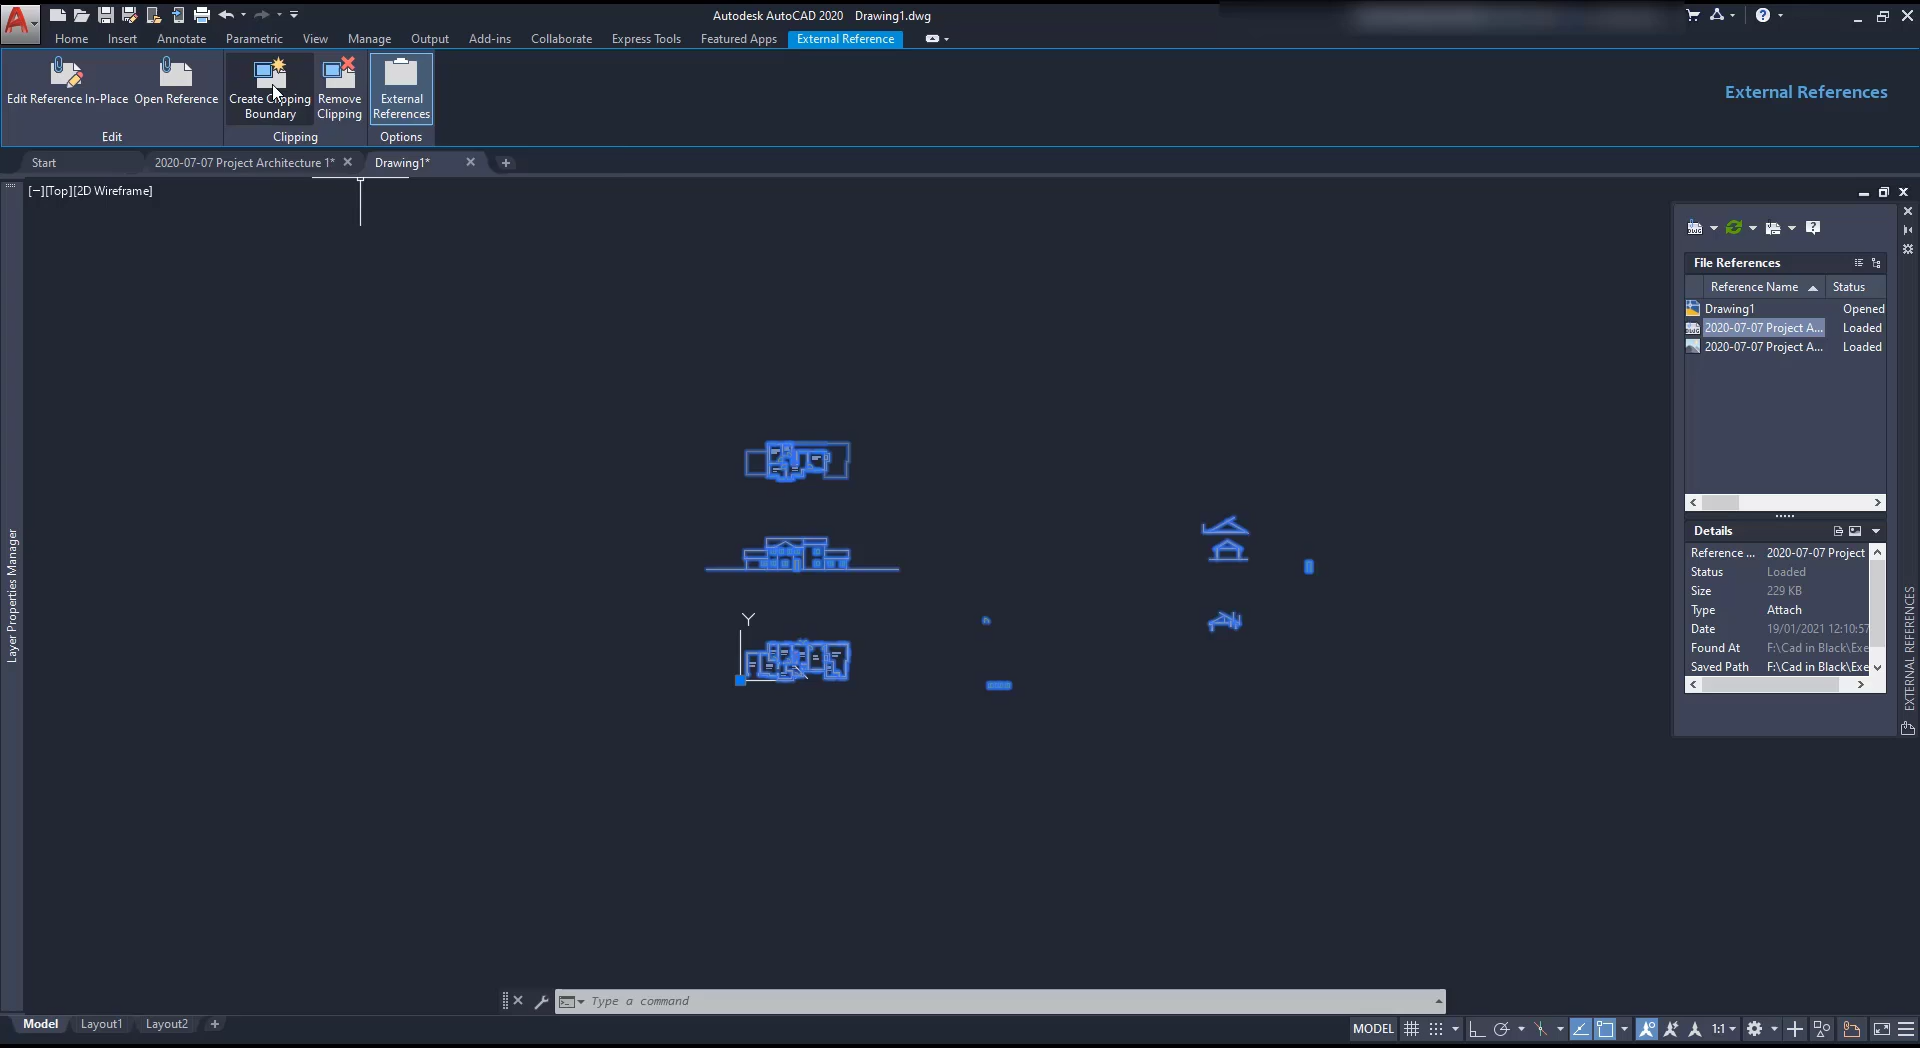 Autodesk AutoCAD 2020 Drawing1.dwg
Home Insert Annotate Parametric View Manage Output Add-ins Collaborate Express Tools Featured Apps External Reference
Edit Reference In-Place
Open Reference
Create Clipping
Boundary
Remove
Clipping
External
References
Edit
Clipping
Options
External References
Start
2020-07-07 Project Architecture 1*
Drawing1*
[−][Top][2D Wireframe]
Layer Properties Manager
Y
File References
Reference Name Status
Drawing1 Opened
2020-07-07 Project A... Loaded
2020-07-07 Project A... Loaded
Details
Reference ... 2020-07-07 Project
Status Loaded
Size 229 KB
Type Attach
Date 19/01/2021 12:10:57
Found At F:\Cad in Black\Exe
Saved Path F:\Cad in Black\Exe
EXTERNAL REFERENCES
Type a command
Model Layout1 Layout2
MODEL
1:1